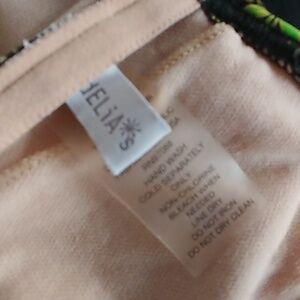 dELiA*s
HAND WASH
COLD SEPARATELY
ONLY
NON-CHLORINE
BLEACH WHEN
NEEDED
LINE DRY
DO NOT IRON
DO NOT DRY CLEAN